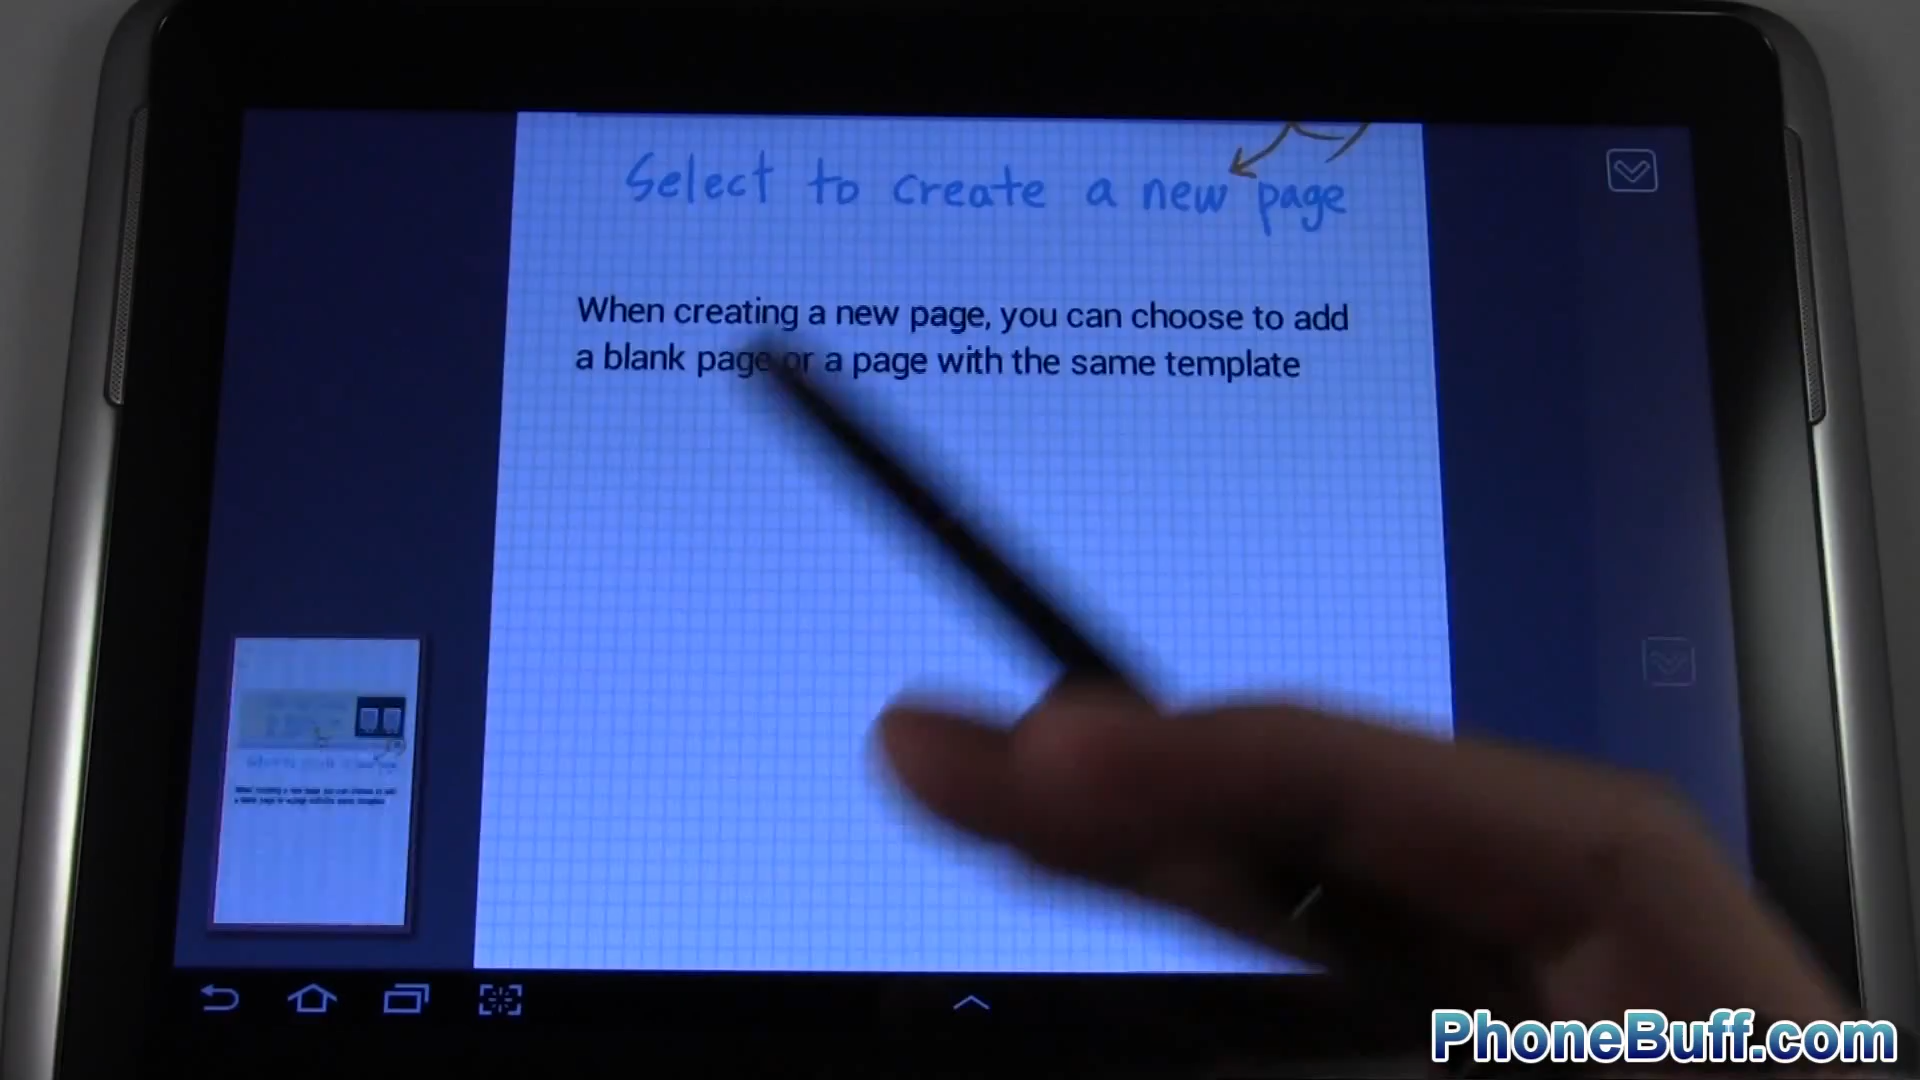 Select to create a new page
When creating a new page, you can choose to add
a blank page or a page with the same template
PhoneBuff.com